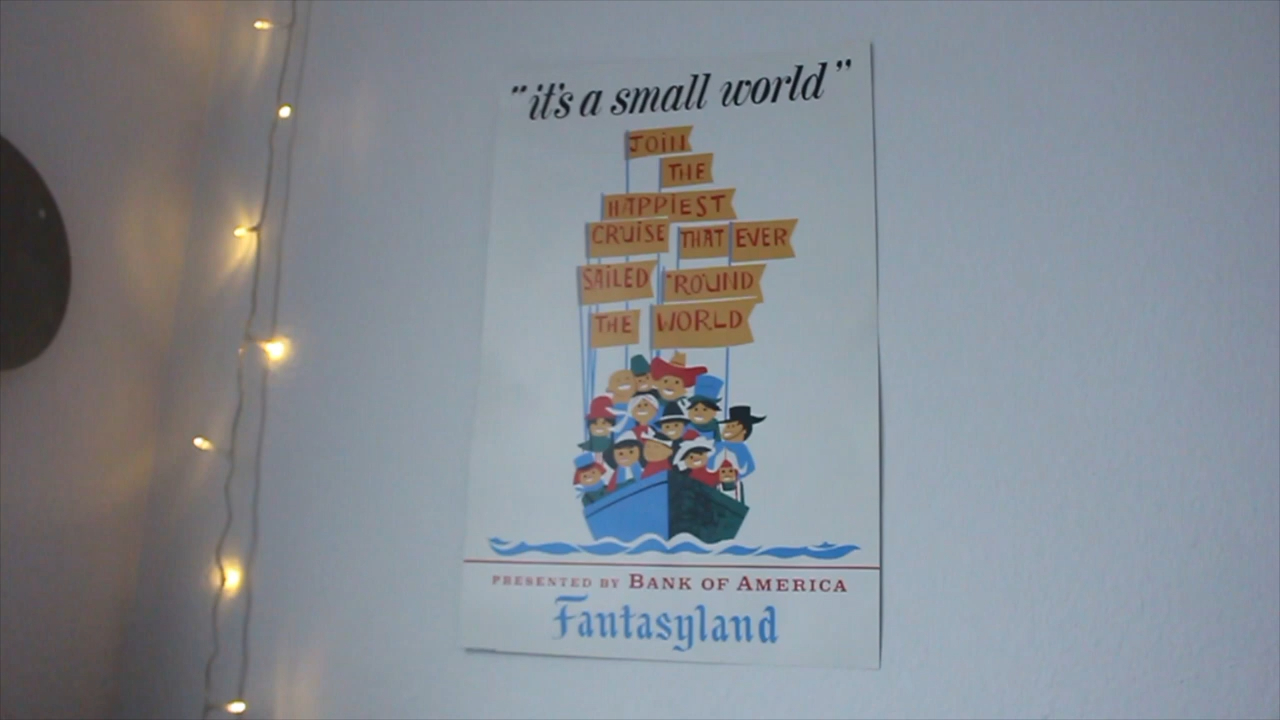 "it's a small world"
JOIN
THE
HAPPIEST
CRUISE THAT EVER
SAILED 'ROUND
THE WORLD
PRESENTED BY BANK OF AMERICA
Fantasyland